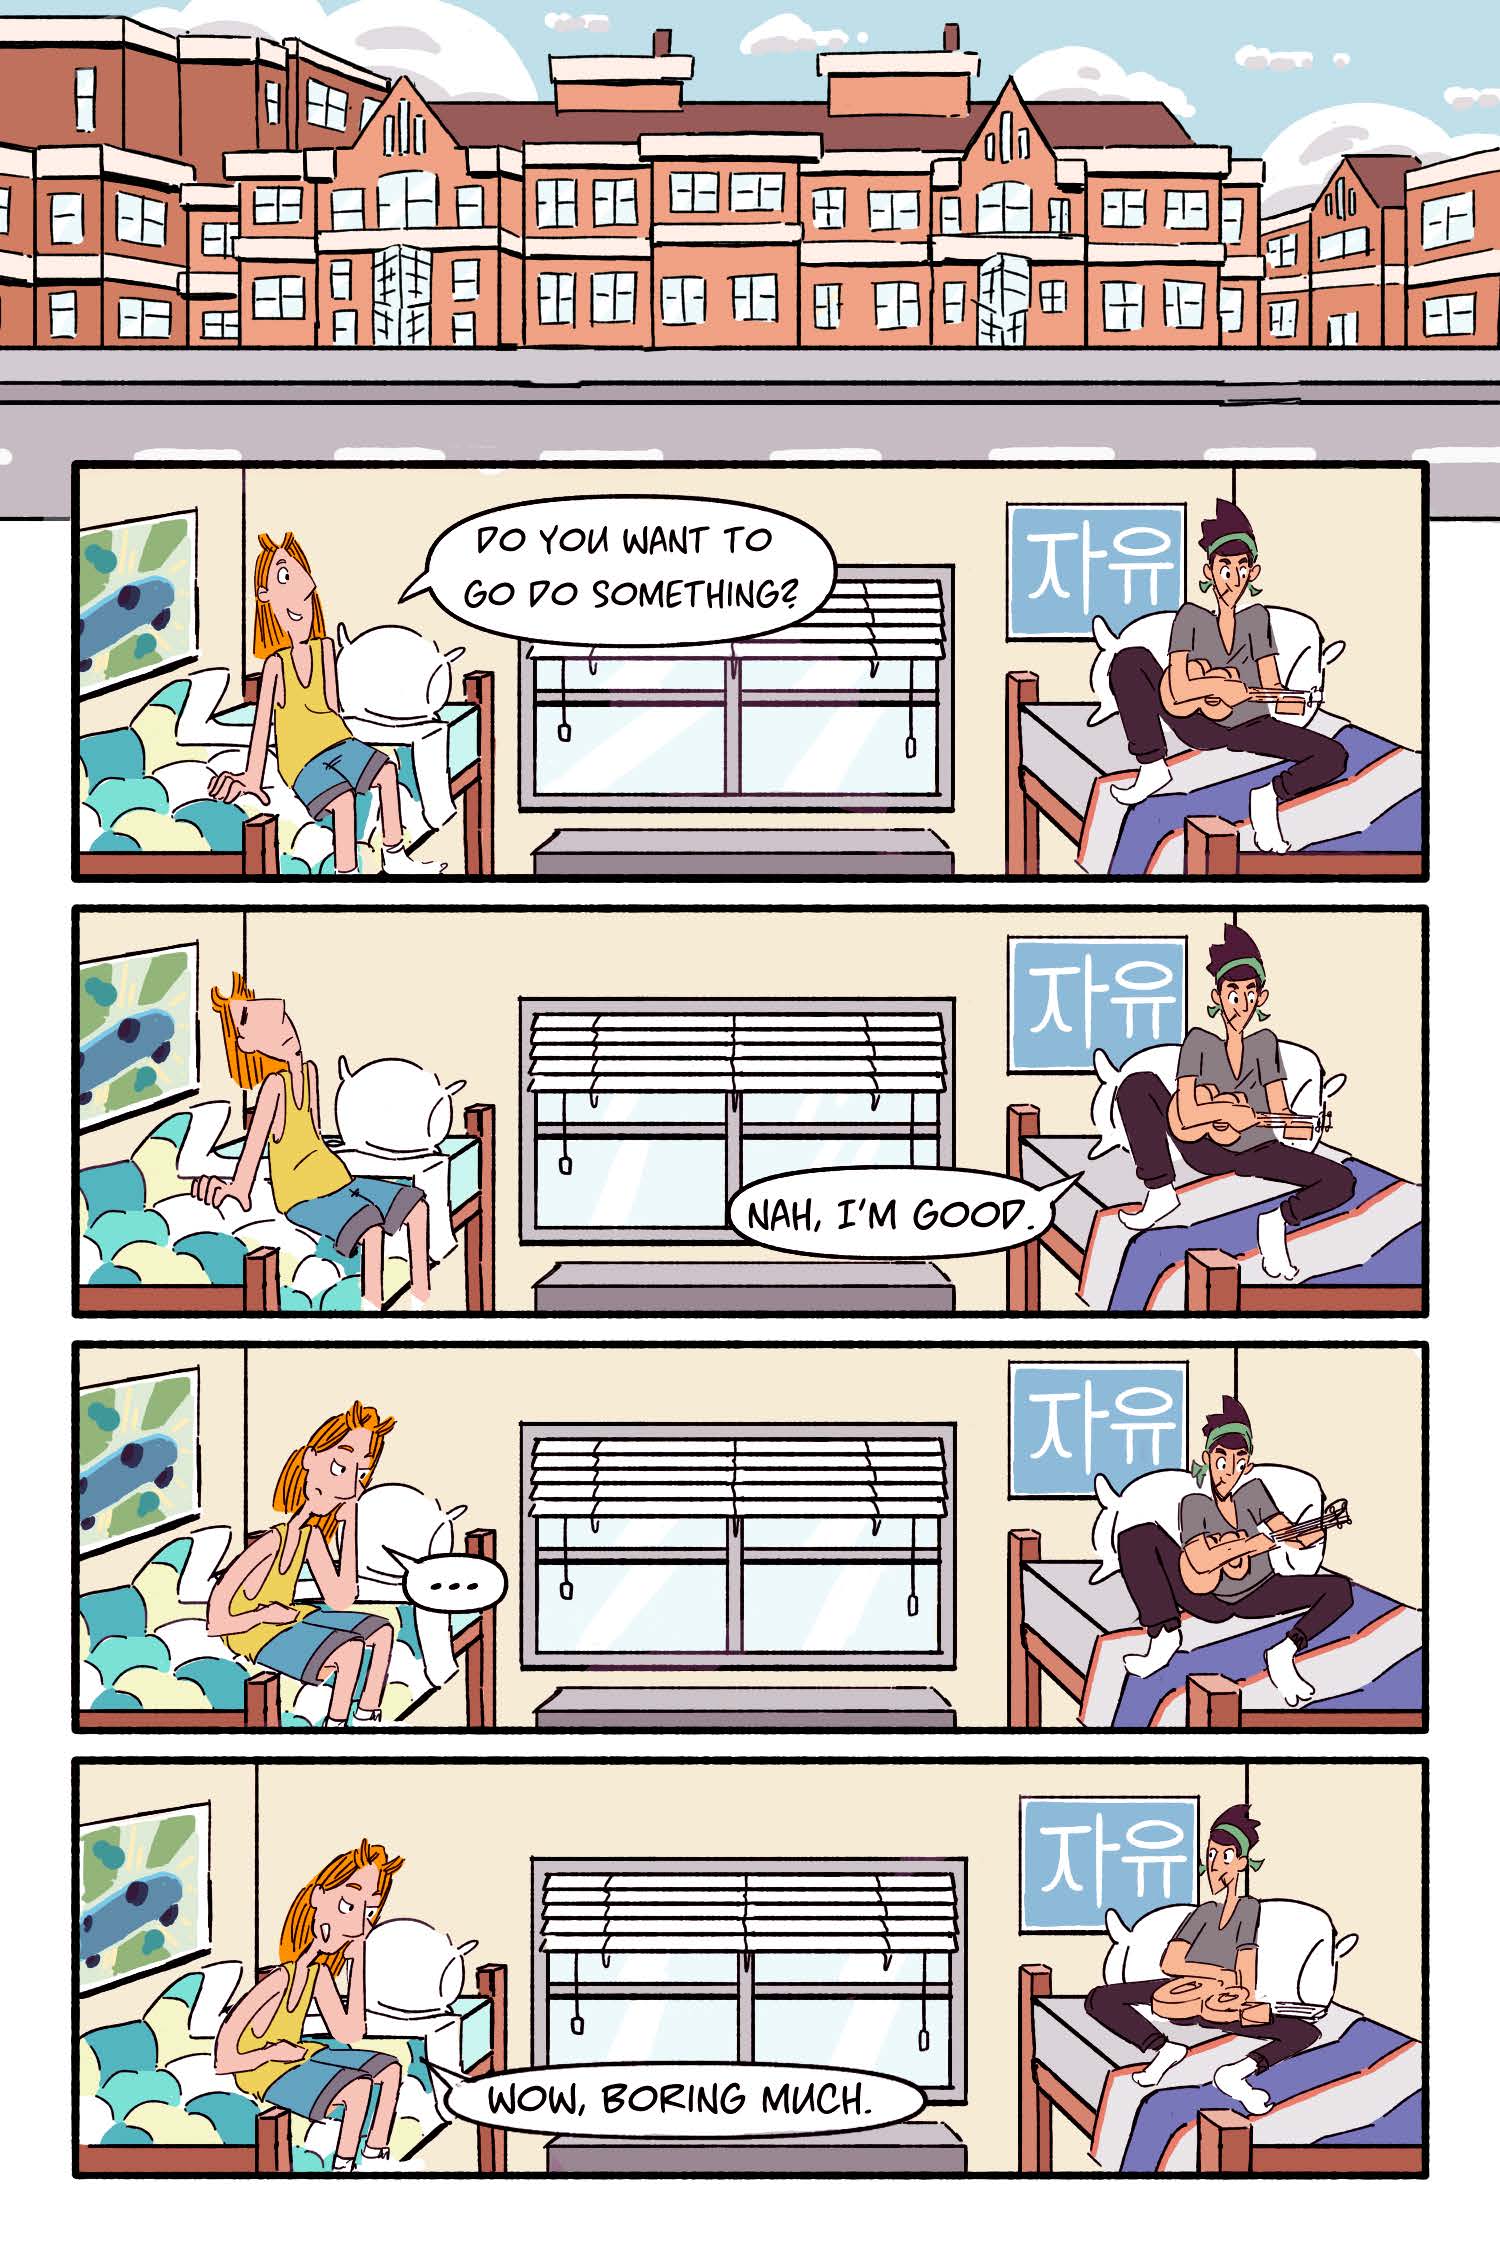 DO YOU WANT TO
GO DO SOMETHING?
자유
자유
NAH, I'M GOOD.
자유
...
자유
WOW, BORING MUCH.